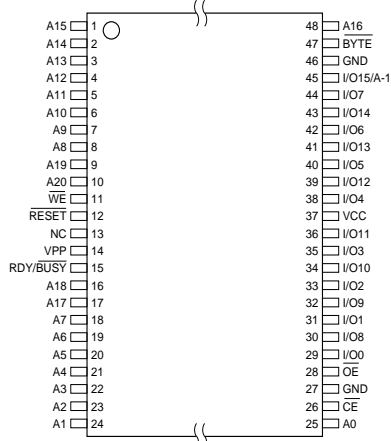 A15 1 48 A16
A14 2 47 BYTE
A13 3 46 GND
A12 4 45 I/O15/A-1
A11 5 44 I/O7
A10 6 43 I/O14
A9 7 42 I/O6
A8 8 41 I/O13
A19 9 40 I/O5
A20 10 39 I/O12
WE 11 38 I/O4
RESET 12 37 VCC
NC 13 36 I/O11
VPP 14 35 I/O3
RDY/BUSY 15 34 I/O10
A18 16 33 I/O2
A17 17 32 I/O9
A7 18 31 I/O1
A6 19 30 I/O8
A5 20 29 I/O0
A4 21 28 OE
A3 22 27 GND
A2 23 26 CE
A1 24 25 A0